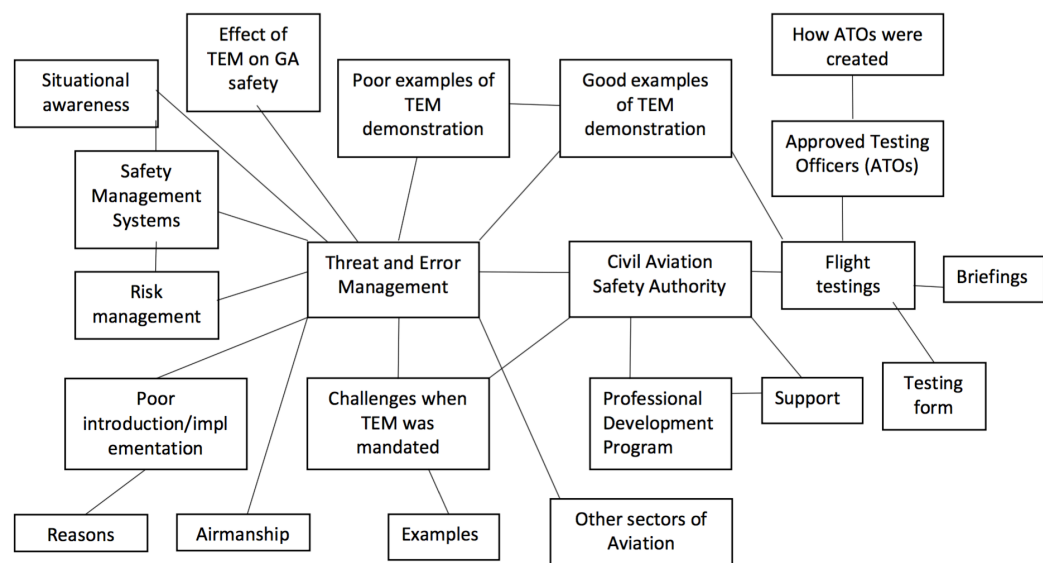 Effect of
TEM on GA
safety
How ATOs were
created
Situational
awareness
Poor examples of
TEM
demonstration
Good examples
of TEM
demonstration
Approved Testing
Officers (ATOs)
Safety
Management
Systems
Threat and Error
Management
Civil Aviation
Safety Authority
Flight
testings
Briefings
Risk
management
Poor
introduction/impl
ementation
Challenges when
TEM was
mandated
Professional
Development
Program
Support
Testing
form
Reasons
Airmanship
Examples
Other sectors of
Aviation